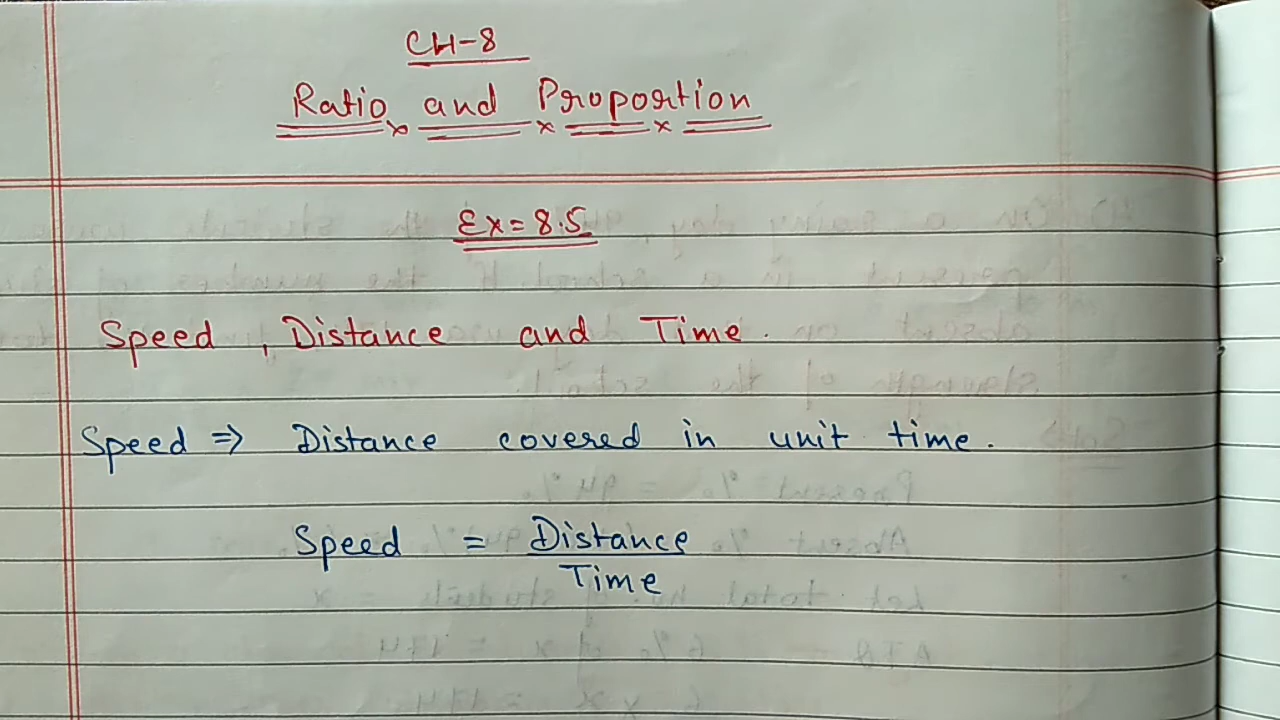 CH-8
Ratio and Proportion
Ex = 8.5
Speed , Distance and Time .
Speed ⇒ Distance covered in unit time .
Speed = Distance
Time